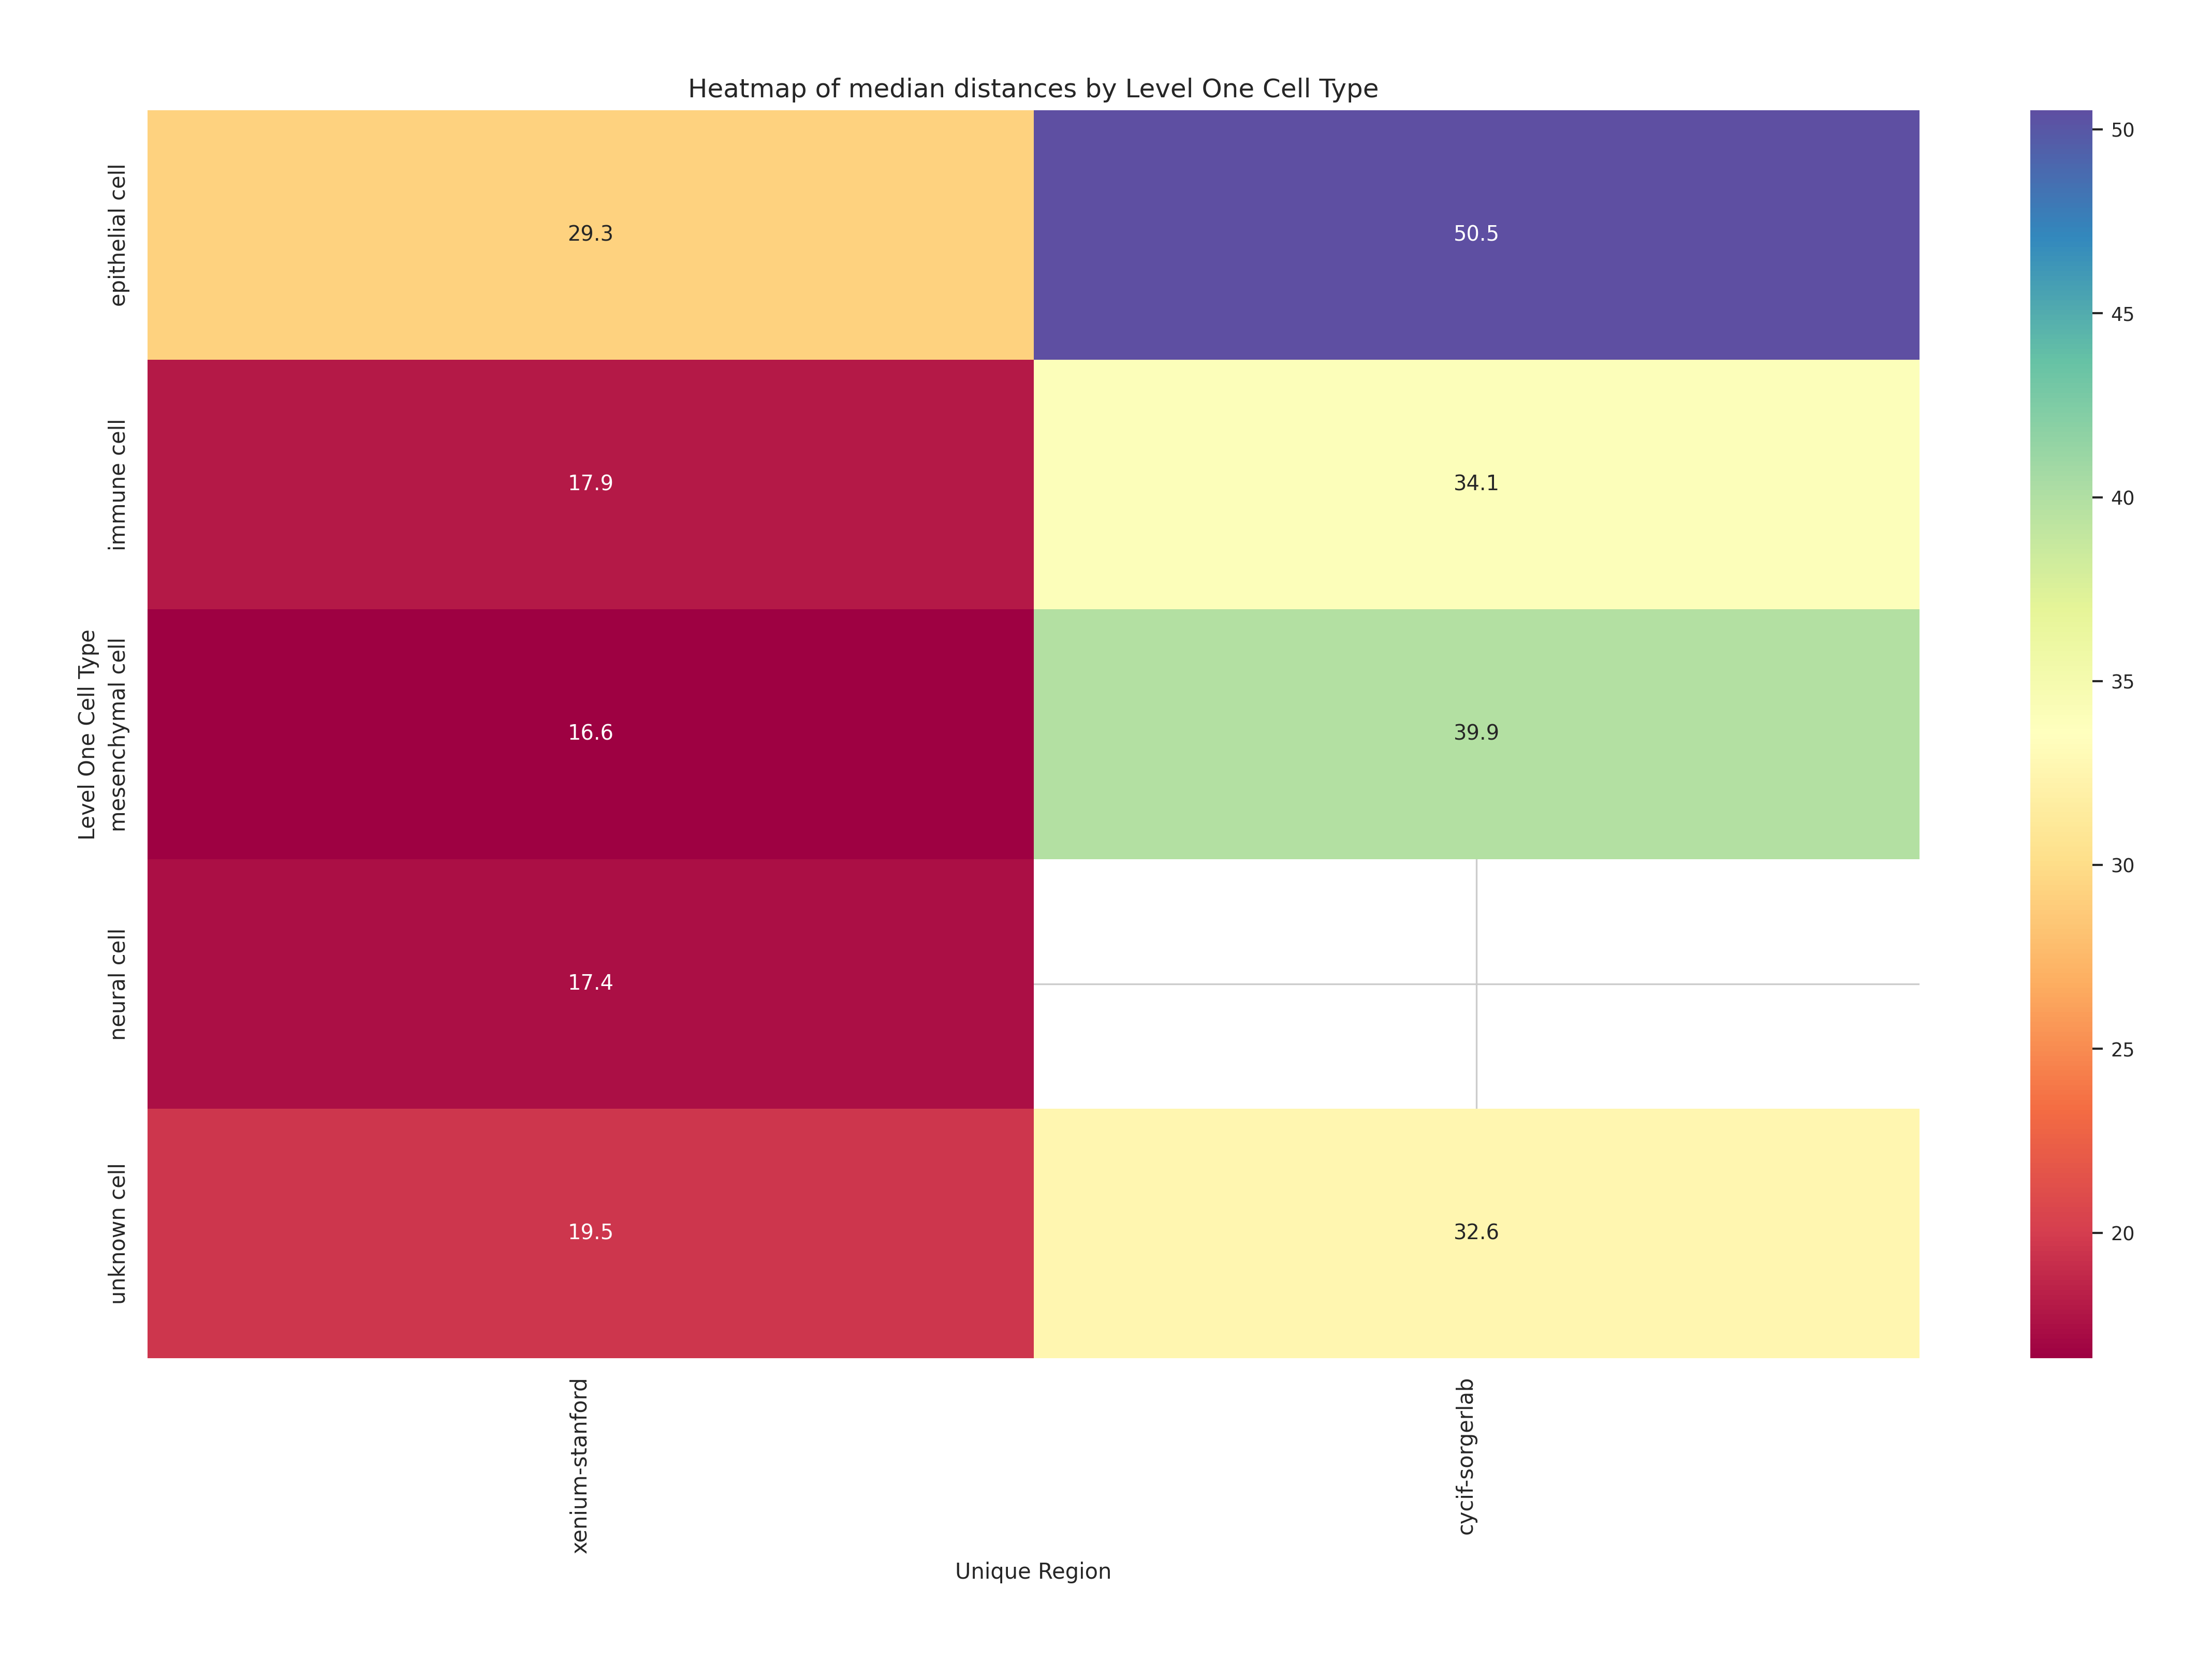 Heatmap of median distances by Level One Cell Type
Level One Cell Type
epithelial cell
29.3
50.5
immune cell
17.9
34.1
mesenchymal cell
16.6
39.9
neural cell
17.4
unknown cell
19.5
32.6
xenium-stanford
cycif-sorgerlab
Unique Region
50
45
40
35
30
25
20